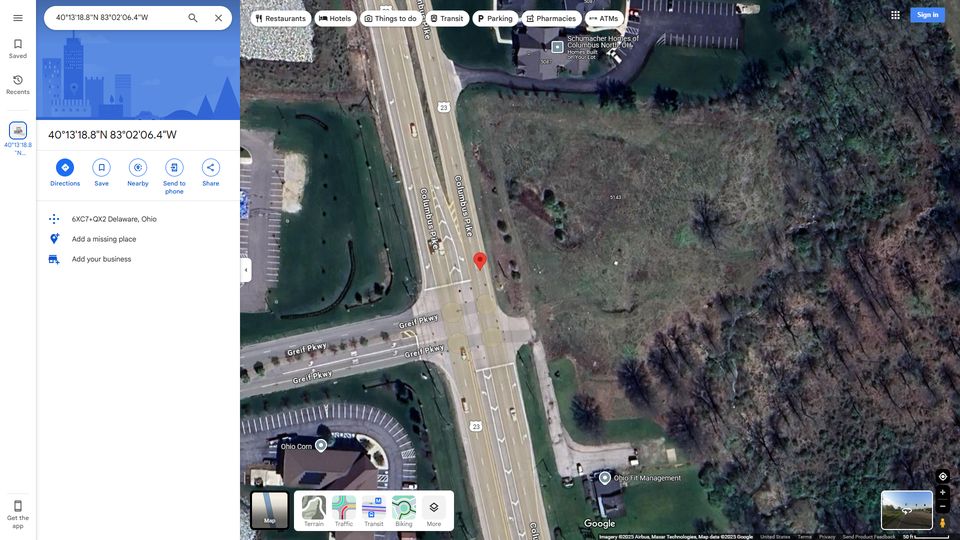 40°13'18.8"N 83°02'06.4"W
Restaurants
Hotels
Things to do
Transit
Parking
Pharmacies
ATMs
Sign in
Saved
Recents
40°13'18.8
"N...
40°13'18.8"N 83°02'06.4"W
Directions
Save
Nearby
Send to
phone
Share
6XC7+QX2 Delaware, Ohio
Add a missing place
Add your business
Get the
app
Schumacher Homes of
Columbus North, OH
Homes Built
on Your Lot
5087
5087
23
Columbus Pike
Columbus Pike
5143
Greif Pkwy
Greif Pkwy
Greif Pkwy
Greif Pkwy
23
Ohio Corn
Ohio Fit Management
Map
Terrain
Traffic
Transit
Biking
More
Google
Imagery ©2025 Airbus, Maxar Technologies, Map data ©2025 Google
United States
Terms
Privacy
Send Product Feedback
50 ft